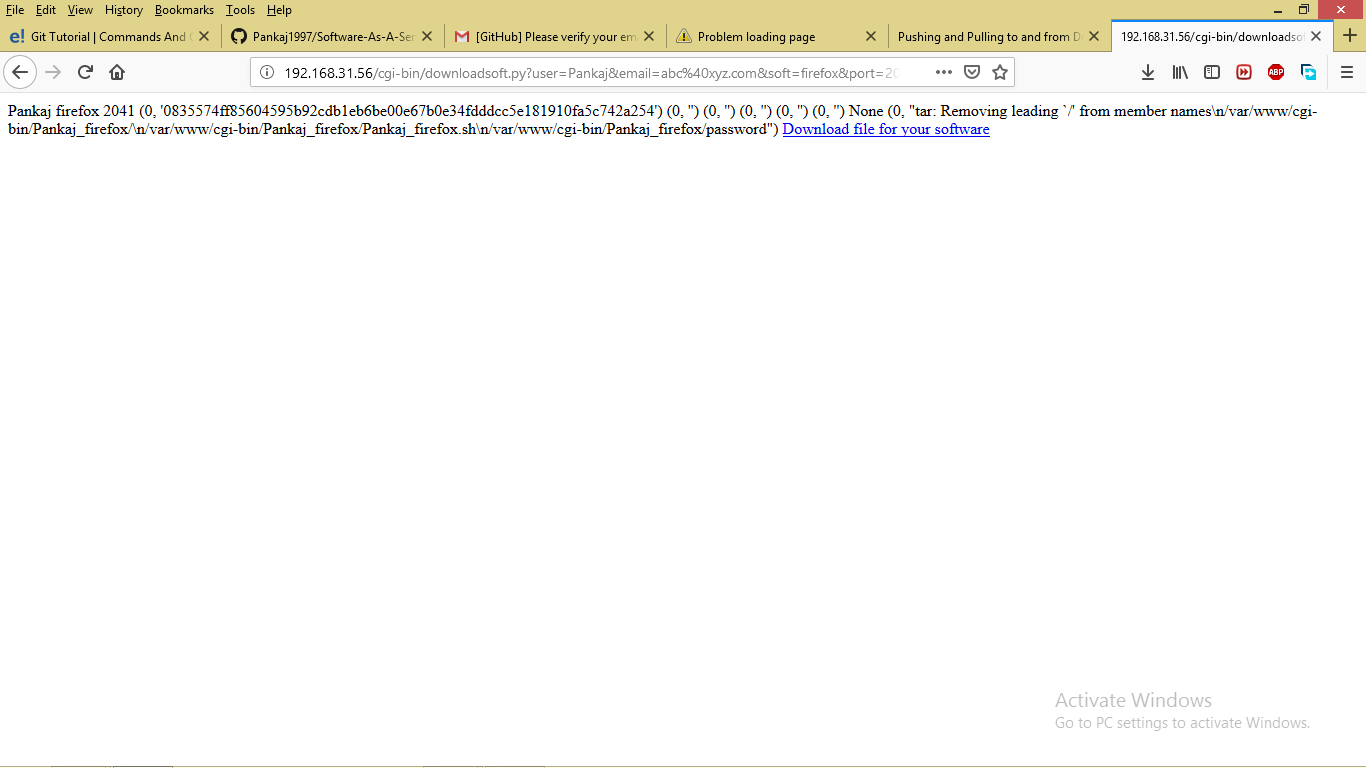 File Edit View History Bookmarks Tools Help
e! Git Tutorial | Commands And
Pankaj1997/Software-As-A-Ser
[GitHub] Please verify your em
Problem loading page
Pushing and Pulling to and from
192.168.31.56/cgi-bin/downloadsof
192.168.31.56/cgi-bin/downloadsoft.py?user=Pankaj&email=abc%40xyz.com&soft=firefox&port=20
ABP
Pankaj firefox 2041 (0, '0835574ff85604595b92cdb1eb6be00e67b0e34fdddcc5e181910fa5c742a254') (0, '') (0, '') (0, '') (0, '') (0, '') None (0, "tar: Removing leading `/' from member names\n/var/www/cgi-
bin/Pankaj_firefox/\n/var/www/cgi-bin/Pankaj_firefox/Pankaj_firefox.sh\n/var/www/cgi-bin/Pankaj_firefox/password") Download file for your software
Activate Windows
Go to PC settings to activate Windows.